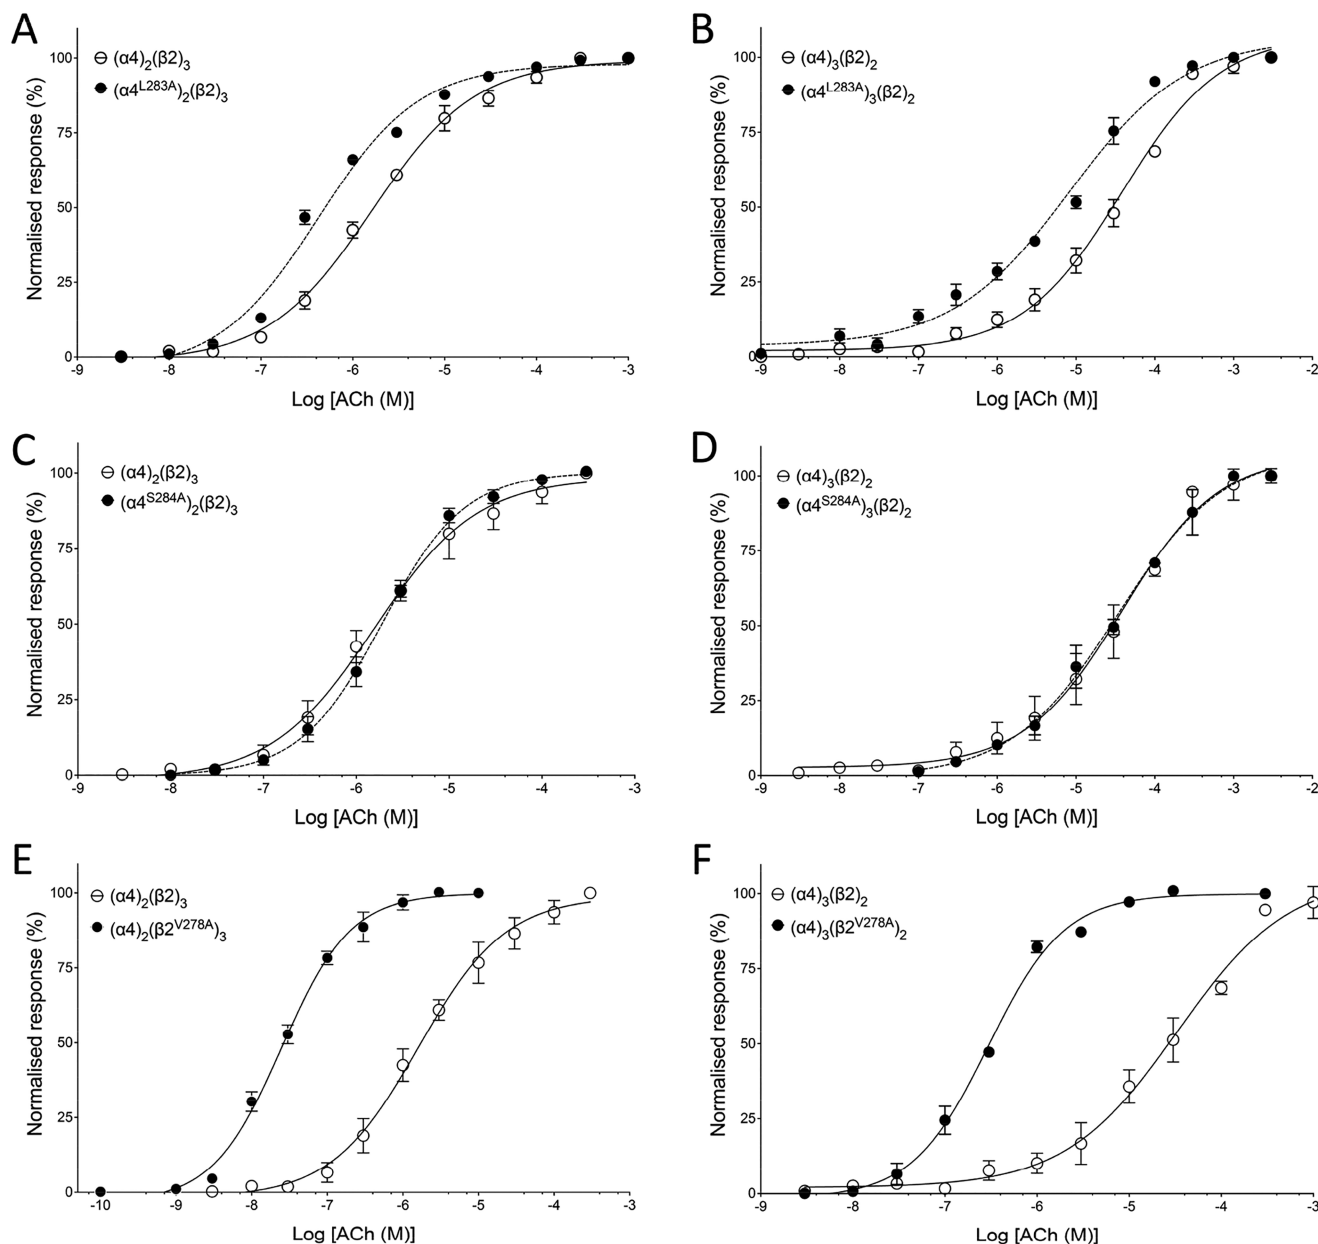 A
(α4)₂(β2)₃
(α4ᴸ²⁸³ᴬ)₂(β2)₃
Normalised response (%)
100
75
50
25
0
-9 -8 -7 -6 -5 -4 -3
Log [ACh (M)]
B
(α4)₃(β2)₂
(α4ᴸ²⁸³ᴬ)₃(β2)₂
Normalised response (%)
100
75
50
25
0
-9 -8 -7 -6 -5 -4 -3 -2
Log [ACh (M)]
C
(α4)₂(β2)₃
(α4ˢ²⁸⁴ᴬ)₂(β2)₃
Normalised response (%)
100
75
50
25
0
-9 -8 -7 -6 -5 -4 -3
Log [ACh (M)]
D
(α4)₃(β2)₂
(α4ˢ²⁸⁴ᴬ)₃(β2)₂
Normalised response (%)
100
75
50
25
0
-9 -8 -7 -6 -5 -4 -3 -2
Log [ACh (M)]
E
(α4)₂(β2)₃
(α4)₂(β2ⱽ²⁷⁸ᴬ)₃
Normalised response (%)
100
75
50
25
0
-10 -9 -8 -7 -6 -5 -4 -3
Log [ACh (M)]
F
(α4)₃(β2)₂
(α4)₃(β2ⱽ²⁷⁸ᴬ)₂
Normalised response (%)
100
75
50
25
0
-9 -8 -7 -6 -5 -4 -3
Log [ACh (M)]